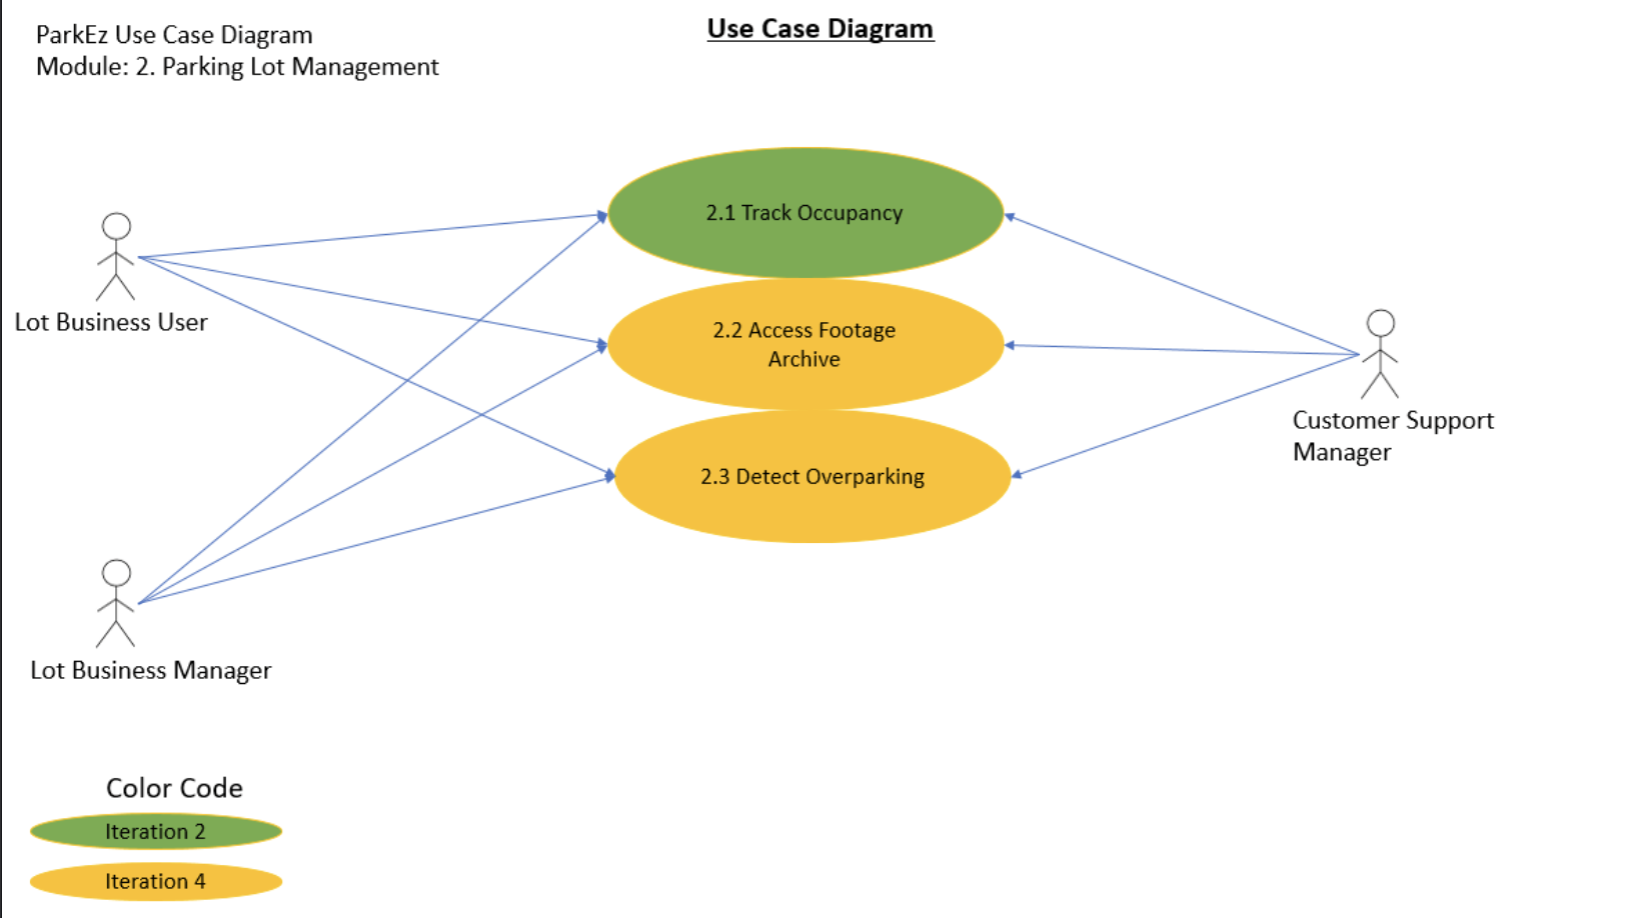 Use Case Diagram
ParkEz Use Case Diagram
Module: 2. Parking Lot Management
2.1 Track Occupancy
2.2 Access Footage
Archive
2.3 Detect Overparking
Lot Business User
Customer Support
Manager
Lot Business Manager
Color Code
Iteration 2
Iteration 4